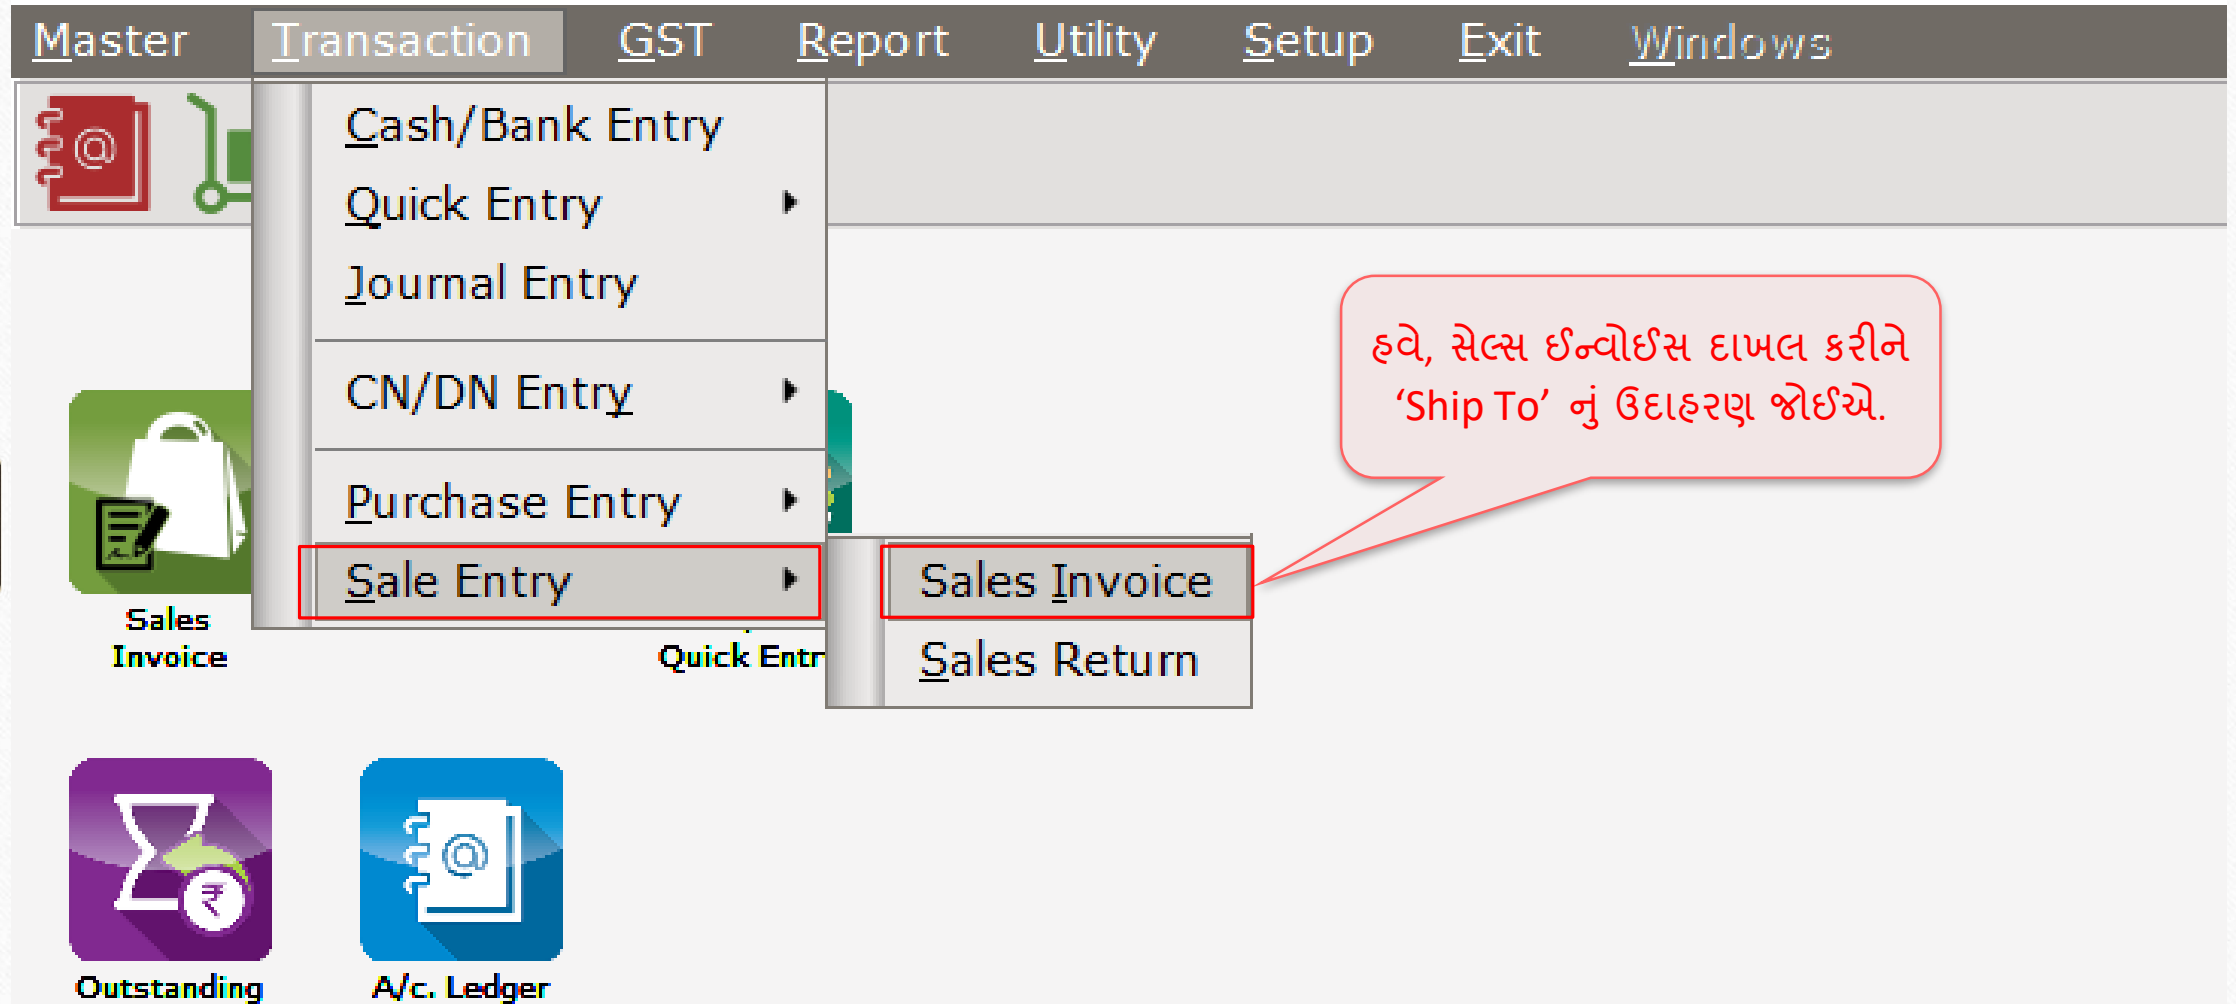 Master Transaction GST Report Utility Setup Exit Windows
Cash/Bank Entry
Quick Entry
Journal Entry
CN/DN Entry
Purchase Entry
Sale Entry
Sales Invoice
Sales Return
હવે, સેલ્સ ઈન્વોઈસ દાખલ કરીને
‘Ship To’ નું ઉદાહરણ જોઈએ.
Sales
Invoice
Quick Entr
Outstanding
A/c. Ledger